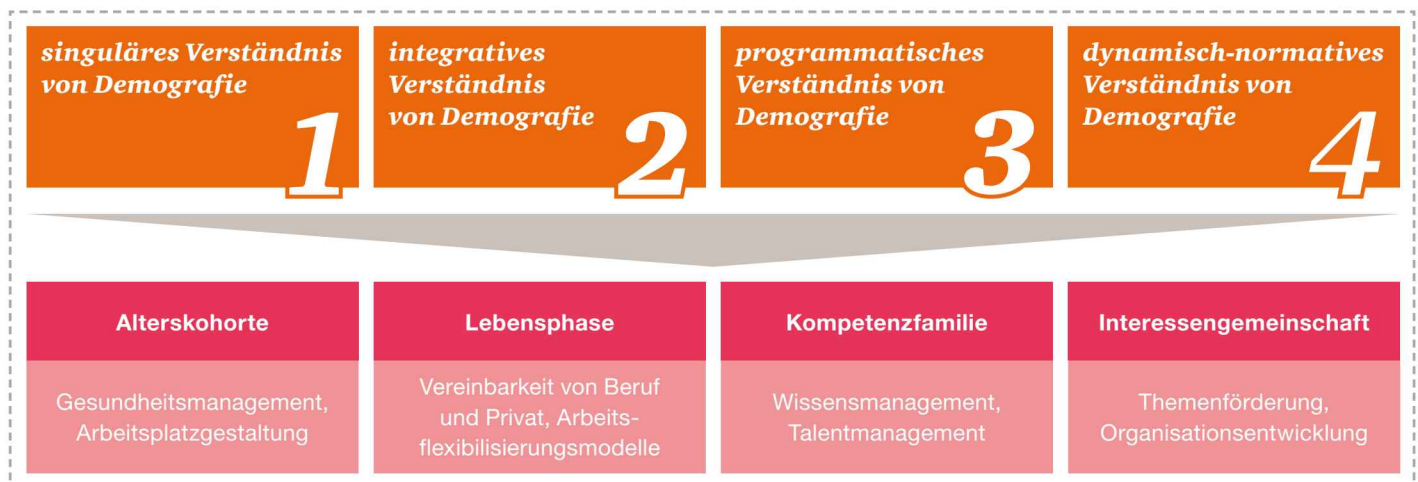 singuläres Verständnis
von Demografie
1
integratives
Verständnis
von Demografie
2
programmatisches
Verständnis von
Demografie
3
dynamisch-normatives
Verständnis von
Demografie
4
Alterskohorte
Gesundheitsmanagement,
Arbeitsplatzgestaltung
Lebensphase
Vereinbarkeit von Beruf
und Privat, Arbeits-
flexibilisierungsmodelle
Kompetenzfamilie
Wissensmanagement,
Talentmanagement
Interessengemeinschaft
Themenförderung,
Organisationsentwicklung